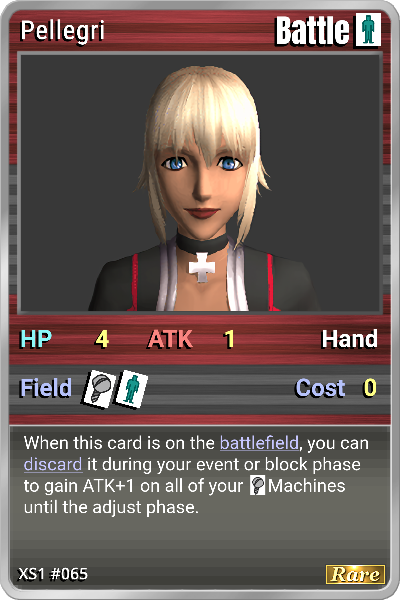 Pellegri Battle
HP 4 ATK 1 Hand
Field Cost 0
When this card is on the battlefield, you can
discard it during your event or block phase
to gain ATK+1 on all of your Machines
until the adjust phase.
XS1 #065 Rare